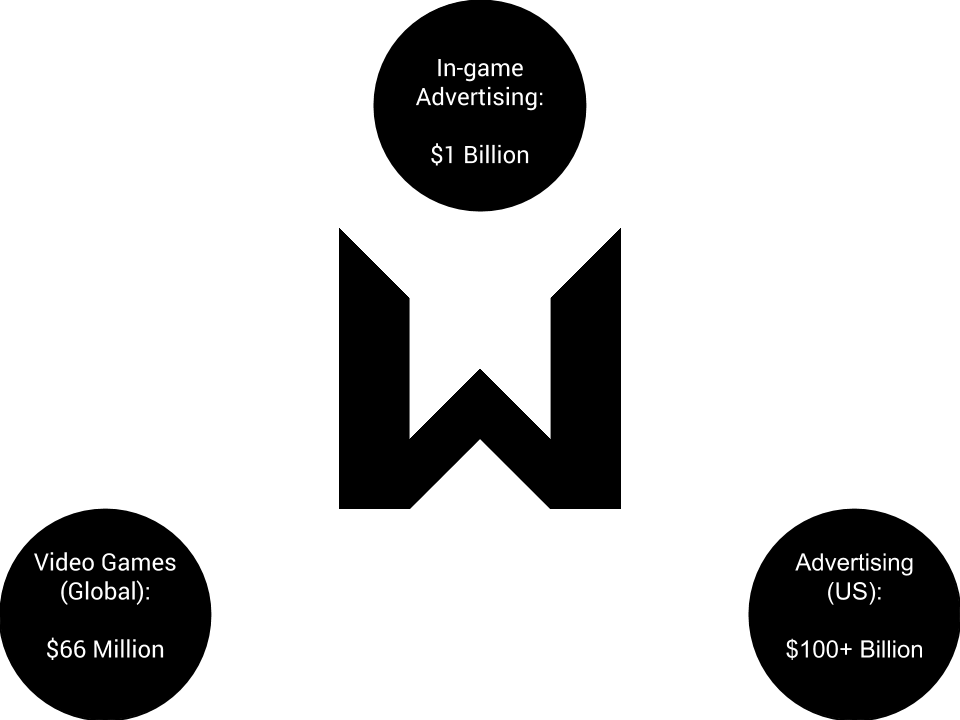 In-game
Advertising:
$1 Billion
W
Video Games
(Global):
$66 Million
Advertising
(US):
$100+ Billion